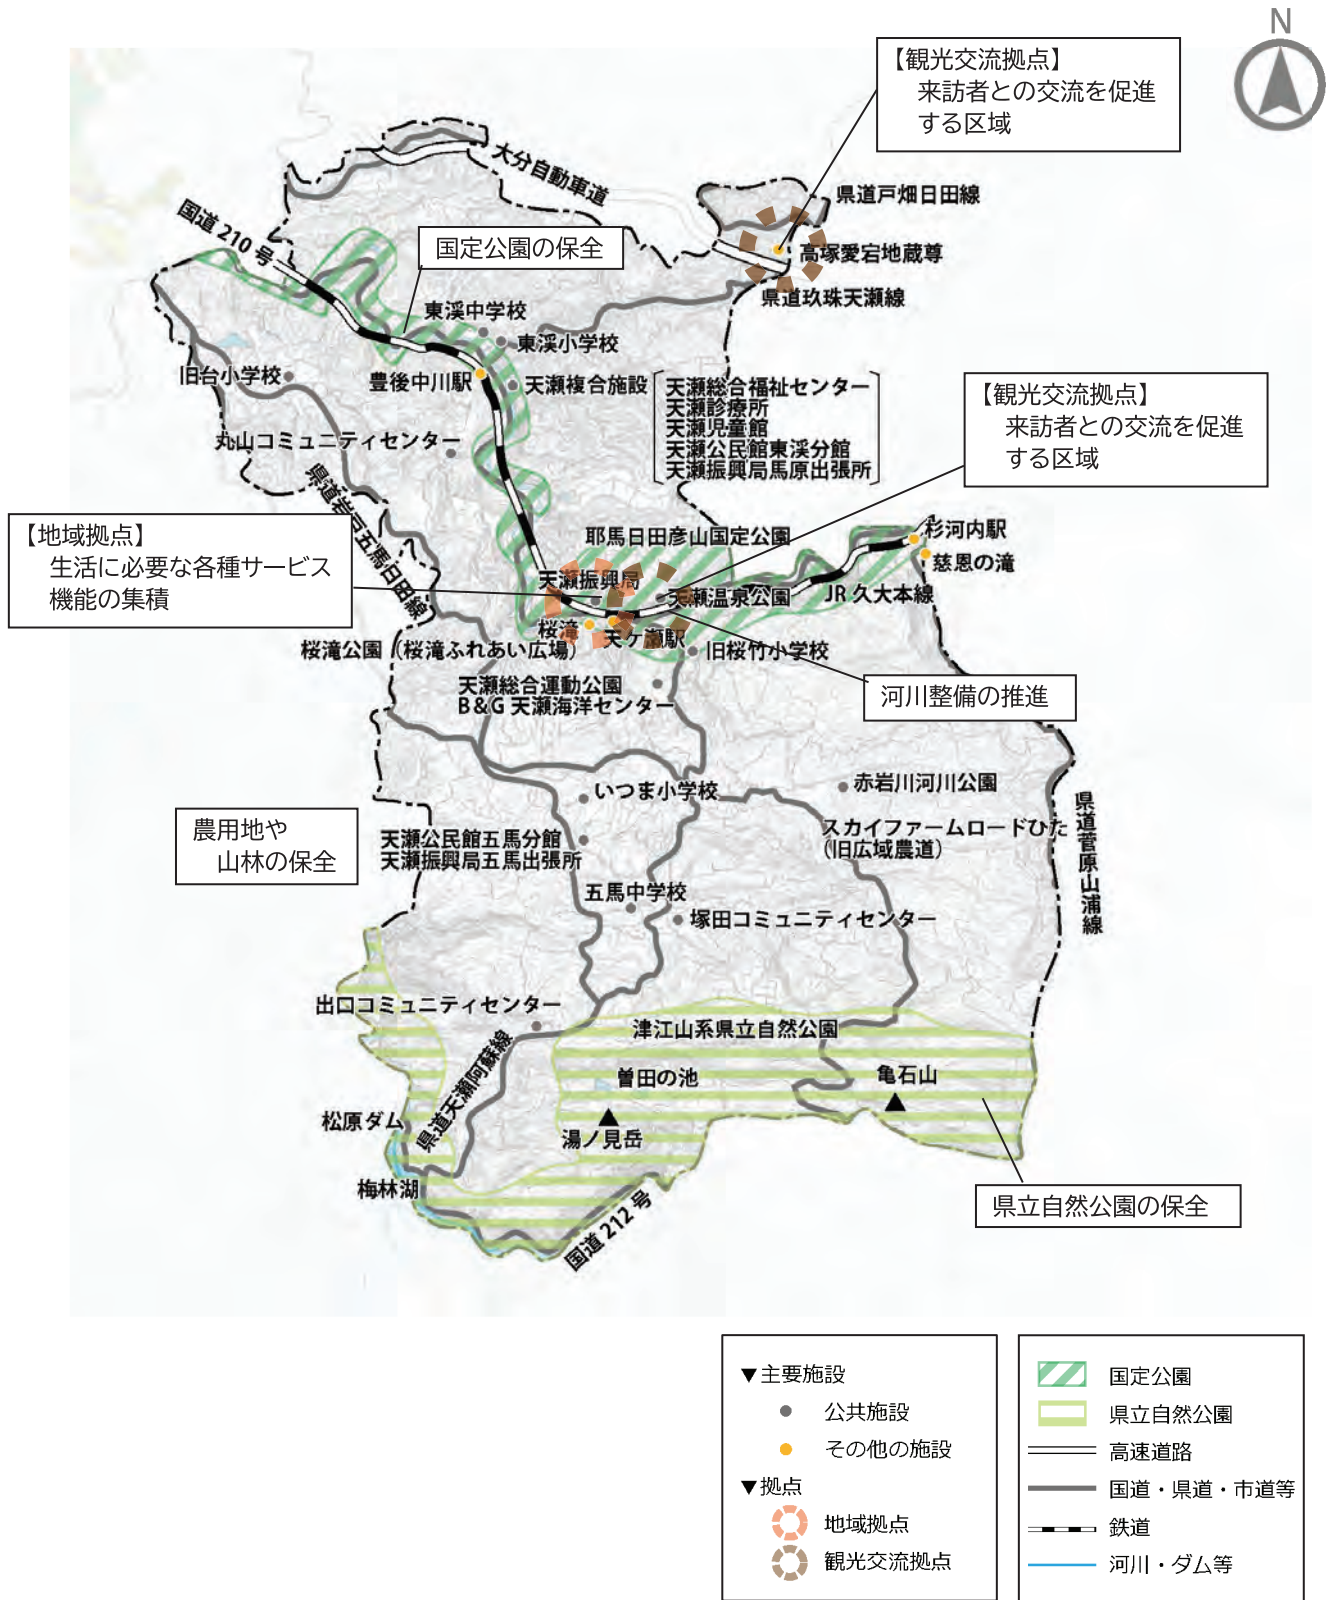 N
【観光交流拠点】
来訪者との交流を促進
する区域
大分自動車道
県道戸畑日田線
国道 210 号
国定公園の保全
高塚愛宕地蔵尊
県道玖珠天瀬線
東渓中学校
東渓小学校
旧台小学校
豊後中川駅
天瀬複合施設
天瀬総合福祉センター
天瀬診療所
天瀬児童館
天瀬公民館東渓分館
天瀬振興局馬原出張所
【観光交流拠点】
来訪者との交流を促進
する区域
丸山コミュニティセンター
県道岩戸五馬日田線
【地域拠点】
生活に必要な各種サービス
機能の集積
耶馬日田彦山国定公園
杉河内駅
慈恩の滝
天瀬振興局
天瀬温泉公園
JR 久大本線
桜滝
天ヶ瀬駅
桜滝公園（桜滝ふれあい広場）
旧桜竹小学校
天瀬総合運動公園
B&G 天瀬海洋センター
河川整備の推進
いつま小学校
赤岩川河川公園
農用地や
山林の保全
天瀬公民館五馬分館
天瀬振興局五馬出張所
スカイファームロードひた
（旧広域農道）
県道菅原山浦線
五馬中学校
塚田コミュニティセンター
出口コミュニティセンター
津江山系県立自然公園
県道天瀬阿蘇線
曽田の池
亀石山
松原ダム
湯ノ見岳
梅林湖
国道 212 号
県立自然公園の保全
▼主要施設
公共施設
その他の施設
▼拠点
地域拠点
観光交流拠点
国定公園
県立自然公園
高速道路
国道・県道・市道等
鉄道
河川・ダム等